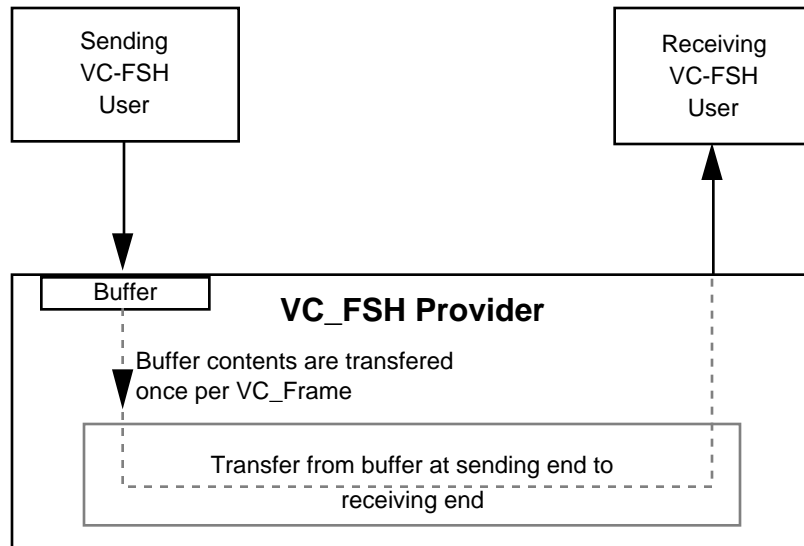 Sending
VC-FSH
User
Receiving
VC-FSH
User
Buffer
VC_FSH Provider
Buffer contents are transfered
once per VC_Frame
Transfer from buffer at sending end to
receiving end